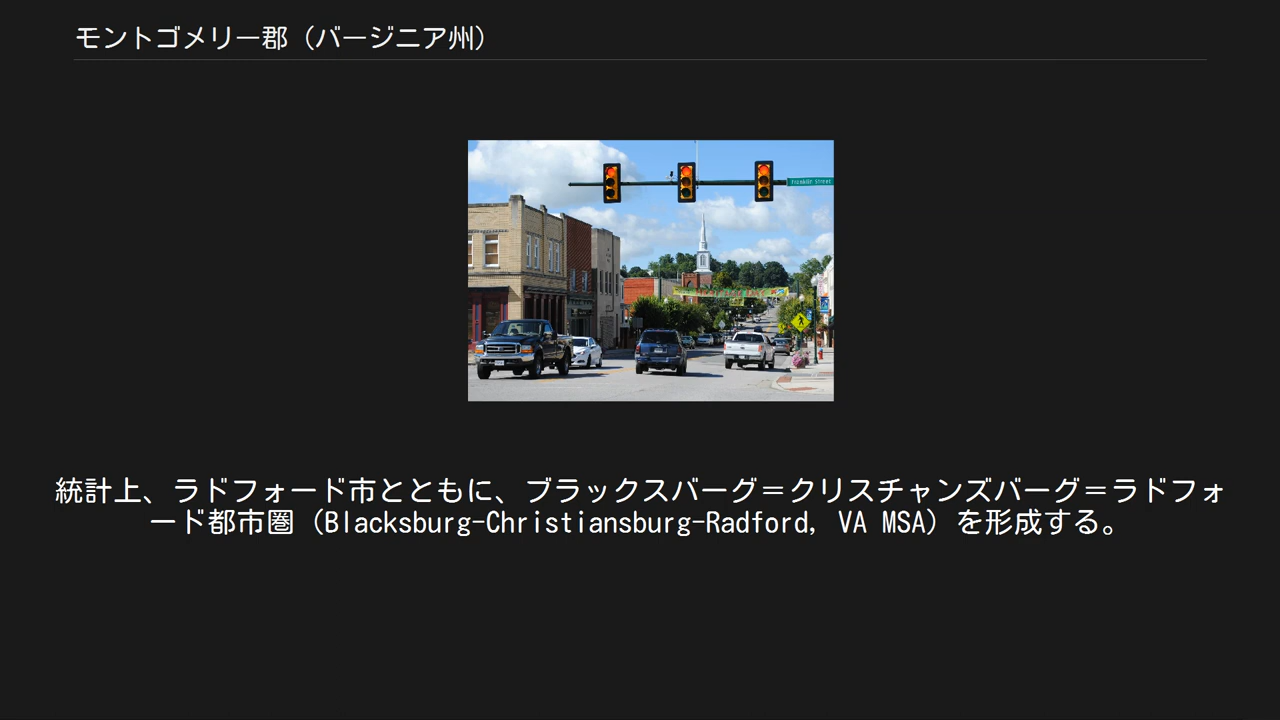 モントゴメリー郡（バージニア州）
Franklin Street
統計上、ラドフォード市とともに、ブラックスバーグ＝クリスチャンズバーグ＝ラドフォ
ード都市圏（Blacksburg-Christiansburg-Radford, VA MSA）を形成する。